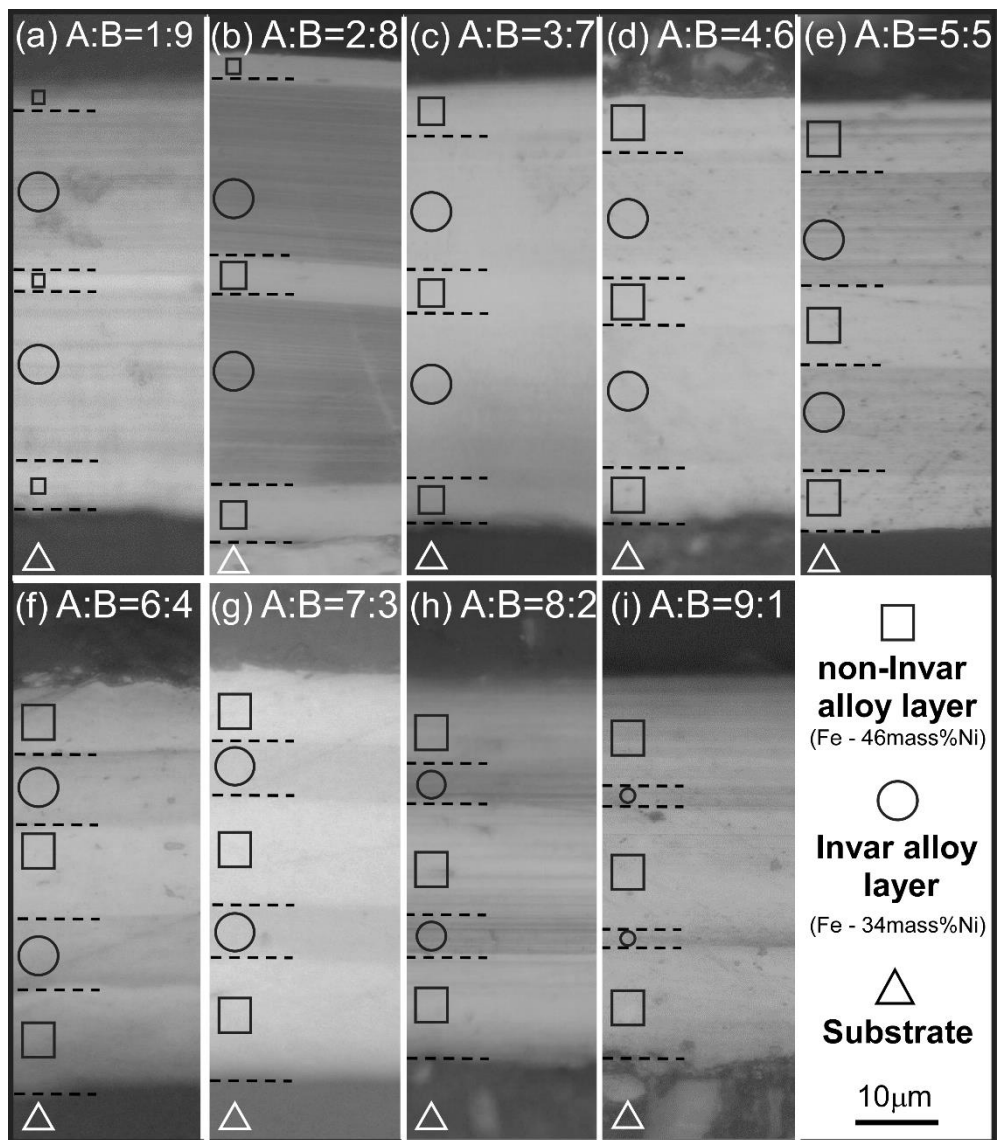 (a) A:B=1:9
(b) A:B=2:8
(c) A:B=3:7
(d) A:B=4:6
(e) A:B=5:5
(f) A:B=6:4
(g) A:B=7:3
(h) A:B=8:2
(i) A:B=9:1
non-Invar
alloy layer
(Fe - 46mass%Ni)
Invar alloy
layer
(Fe - 34mass%Ni)
Substrate
10μm